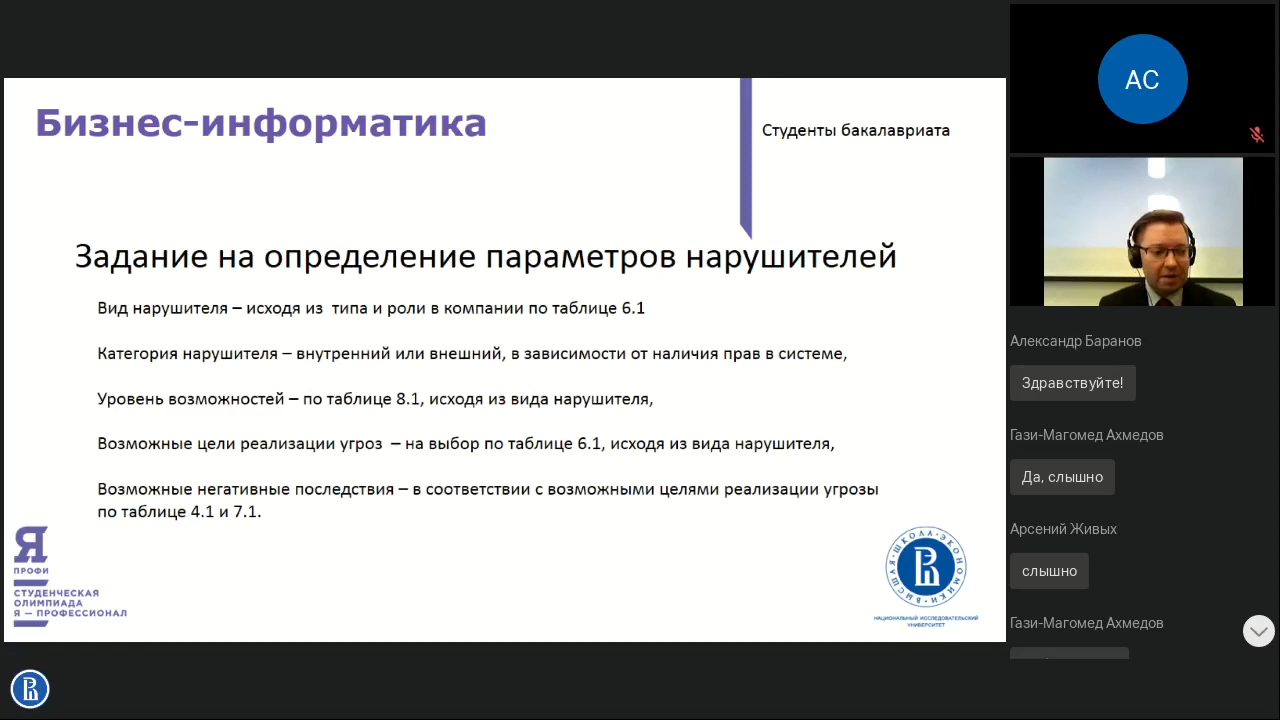 Бизнес-информатика
Студенты бакалавриата
Задание на определение параметров нарушителей
Вид нарушителя – исходя из типа и роли в компании по таблице 6.1
Категория нарушителя – внутренний или внешний, в зависимости от наличия прав в системе,
Уровень возможностей – по таблице 8.1, исходя из вида нарушителя,
Возможные цели реализации угроз – на выбор по таблице 6.1, исходя из вида нарушителя,
Возможные негативные последствия – в соответствии с возможными целями реализации угрозы
по таблице 4.1 и 7.1.
Я
ПРОФИ
СТУДЕНЧЕСКАЯ
ОЛИМПИАДА
Я — ПРОФЕССИОНАЛ
ВЫСШАЯ ШКОЛА ЭКОНОМИКИ
НАЦИОНАЛЬНЫЙ ИССЛЕДОВАТЕЛЬСКИЙ
УНИВЕРСИТЕТ
АС
Александр Баранов
Здравствуйте!
Гази-Магомед Ахмедов
Да, слышно
Арсений Живых
слышно
Гази-Магомед Ахмедов